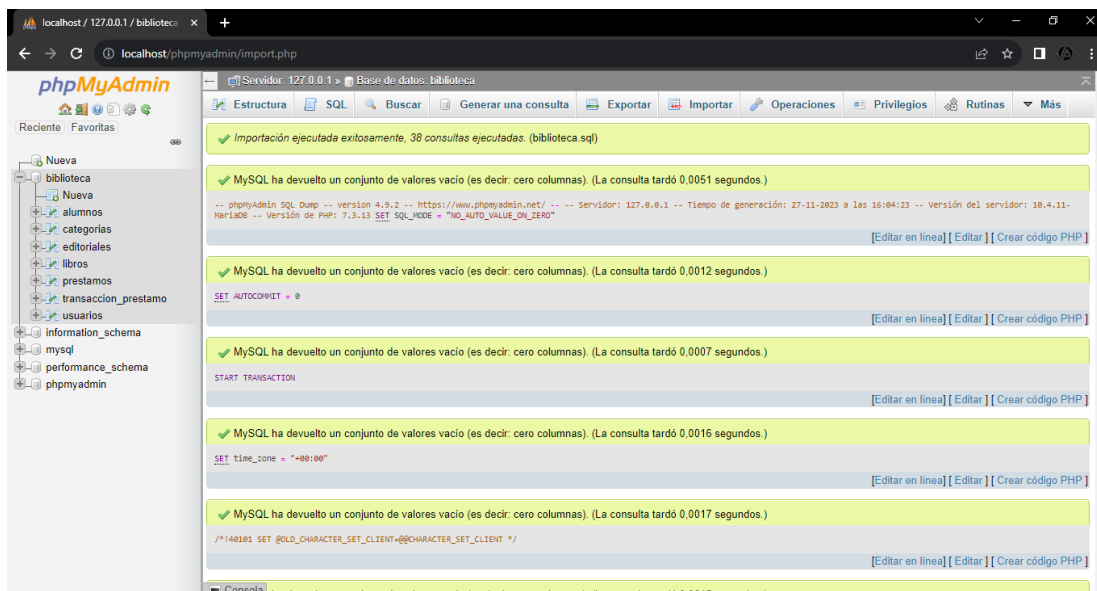 localhost / 127.0.0.1 / biblioteca
localhost/phpmyadmin/import.php
phpMyAdmin
Reciente Favoritas
Nueva
biblioteca
Nueva
alumnos
categorias
editoriales
libros
prestamos
transaccion_prestamo
usuarios
information_schema
mysql
performance_schema
phpmyadmin
Servidor: 127.0.0.1 » Base de datos: biblioteca
Estructura SQL Buscar Generar una consulta Exportar Importar Operaciones Privilegios Rutinas Más
Importación ejecutada exitosamente, 38 consultas ejecutadas. (biblioteca.sql)
MySQL ha devuelto un conjunto de valores vacío (es decir: cero columnas). (La consulta tardó 0,0051 segundos.)
-- phpMyAdmin SQL Dump -- version 4.9.2 -- https://www.phpmyadmin.net/ -- -- Servidor: 127.0.0.1 -- Tiempo de generación: 27-11-2023 a las 16:04:23 -- Versión del servidor: 10.4.11-
MariaDB -- Versión de PHP: 7.3.13 SET SQL_MODE = "NO_AUTO_VALUE_ON_ZERO"
[Editar en línea] [ Editar ] [ Crear código PHP ]
MySQL ha devuelto un conjunto de valores vacío (es decir: cero columnas). (La consulta tardó 0,0012 segundos.)
SET AUTOCOMMIT = 0
[Editar en línea] [ Editar ] [ Crear código PHP ]
MySQL ha devuelto un conjunto de valores vacío (es decir: cero columnas). (La consulta tardó 0,0007 segundos.)
START TRANSACTION
[Editar en línea] [ Editar ] [ Crear código PHP ]
MySQL ha devuelto un conjunto de valores vacío (es decir: cero columnas). (La consulta tardó 0,0016 segundos.)
SET time_zone = "+00:00"
[Editar en línea] [ Editar ] [ Crear código PHP ]
MySQL ha devuelto un conjunto de valores vacío (es decir: cero columnas). (La consulta tardó 0,0017 segundos.)
/*!40101 SET @OLD_CHARACTER_SET_CLIENT=@@CHARACTER_SET_CLIENT */
[Editar en línea] [ Editar ] [ Crear código PHP ]
Consola